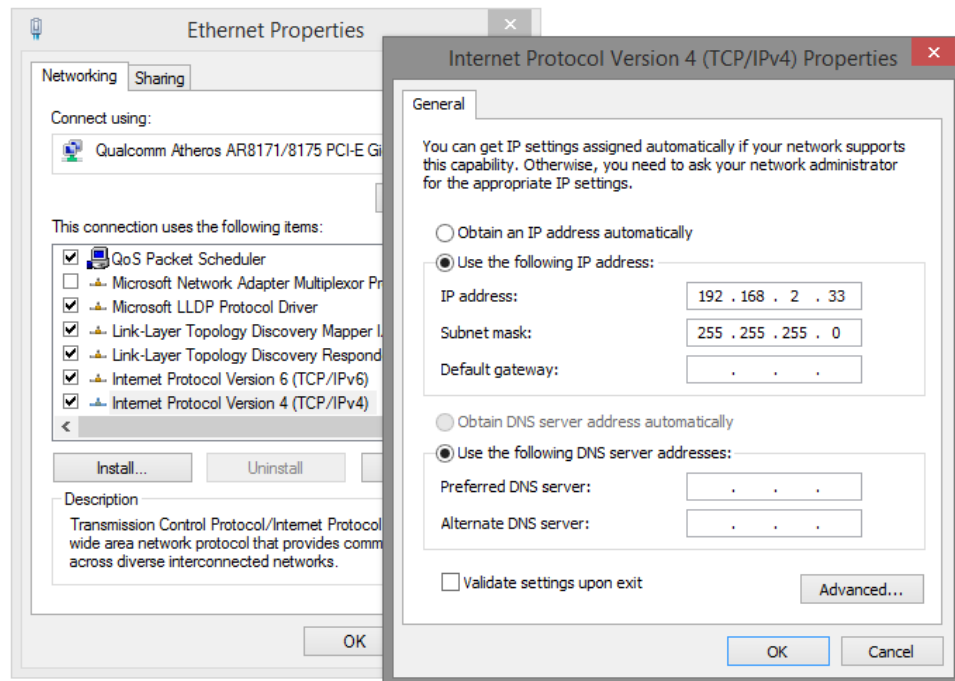 Ethernet Properties
Networking
Sharing
Connect using:
Qualcomm Atheros AR8171/8175 PCI-E
This connection uses the following items:
QoS Packet Scheduler
Microsoft Network Adapter Multiplexor
Microsoft LLDP Protocol Driver
Link-Layer Topology Discovery Mapper
Link-Layer Topology Discovery
Internet Protocol Version 6 (TCP/IPv6)
Internet Protocol Version 4 (TCP/IPv4)
Install...
Uninstall
Description
Transmission Control Protocol/Internet Protocol
wide area network protocol that provides
across diverse interconnected networks.
OK
Internet Protocol Version 4 (TCP/IPv4) Properties
General
You can get IP settings assigned automatically if your network supports
this capability. Otherwise, you need to ask your network administrator
for the appropriate IP settings.
Obtain an IP address automatically
Use the following IP address:
IP address: 192 . 168 . 2 . 33
Subnet mask: 255 . 255 . 255 . 0
Default gateway: . . .
Obtain DNS server address automatically
Use the following DNS server addresses:
Preferred DNS server: . . .
Alternate DNS server: . . .
Validate settings upon exit
Advanced...
OK
Cancel